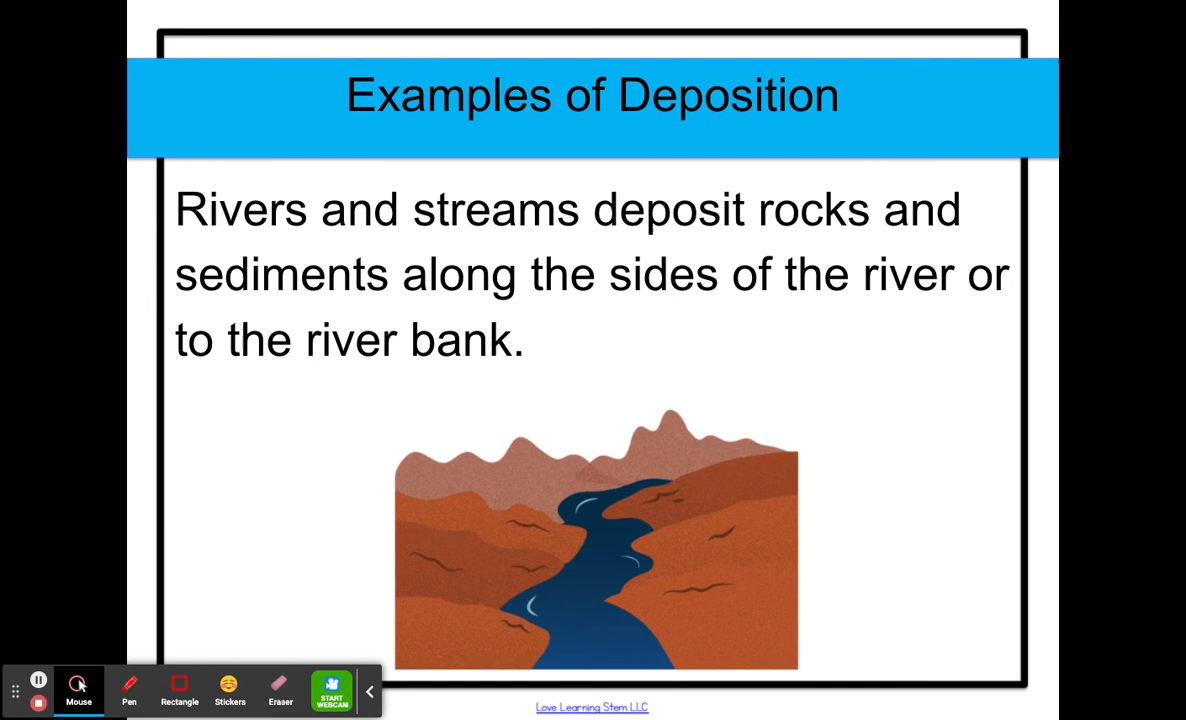 Examples of Deposition
Rivers and streams deposit rocks and
sediments along the sides of the river or
to the river bank.
Mouse
Pen
Rectangle
Stickers
Eraser
START
WEBCAM
Love Learning Stem LLC